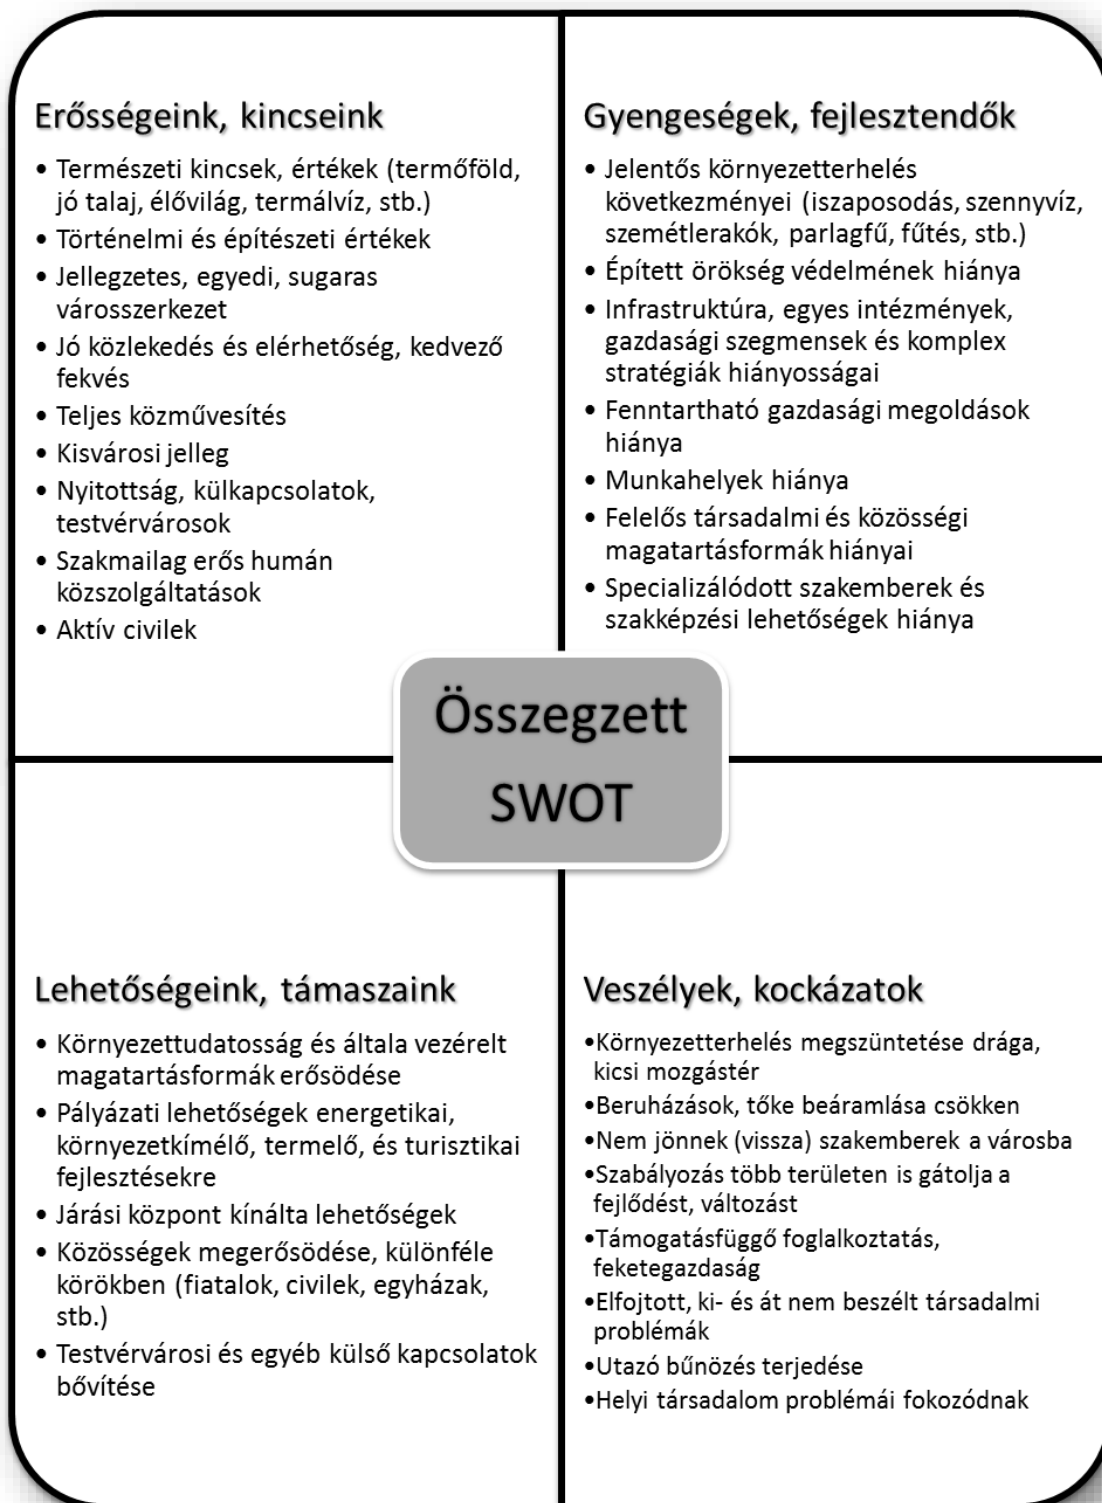 Erősségeink, kincseink
• Természeti kincsek, értékek (termőföld,
jó talaj, élővilág, termálvíz, stb.)
• Történelmi és építészeti értékek
• Jellegzetes, egyedi, sugaras
városszerkezet
• Jó közlekedés és elérhetőség, kedvező
fekvés
• Teljes közművesítés
• Kisvárosi jelleg
• Nyitottság, külkapcsolatok,
testvérvárosok
• Szakmailag erős humán
közszolgáltatások
• Aktív civilek
Gyengeségek, fejlesztendők
• Jelentős környezetterhelés
következményei (iszaposodás, szennyvíz,
szemétlerakók, parlagfű, fűtés, stb.)
• Épített örökség védelmének hiánya
• Infrastruktúra, egyes intézmények,
gazdasági szegmensek és komplex
stratégiák hiányosságai
• Fenntartható gazdasági megoldások
hiánya
• Munkahelyek hiánya
• Felelős társadalmi és közösségi
magatartásformák hiányai
• Specializálódott szakemberek és
szakképzési lehetőségek hiánya
Összegzett
SWOT
Lehetőségeink, támaszaink
• Környezettudatosság és általa vezérelt
magatartásformák erősödése
• Pályázati lehetőségek energetikai,
környezetkímélő, termelő, és turisztikai
fejlesztésekre
• Járási központ kínálta lehetőségek
• Közösségek megerősödése, különféle
körökben (fiatalok, civilek, egyházak,
stb.)
• Testvérvárosi és egyéb külső kapcsolatok
bővítése
Veszélyek, kockázatok
•Környezetterhelés megszüntetése drága,
kicsi mozgástér
•Beruházások, tőke beáramlása csökken
•Nem jönnek (vissza) szakemberek a városba
•Szabályozás több területen is gátolja a
fejlődést, változást
•Támogatásfüggő foglalkoztatás,
feketegazdaság
•Elfojtott, ki- és át nem beszélt társadalmi
problémák
•Utazó bűnözés terjedése
•Helyi társadalom problémái fokozódnak